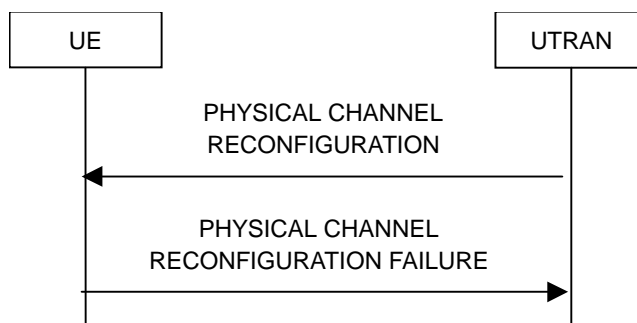 UE
UTRAN
PHYSICAL CHANNEL
RECONFIGURATION
PHYSICAL CHANNEL
RECONFIGURATION FAILURE